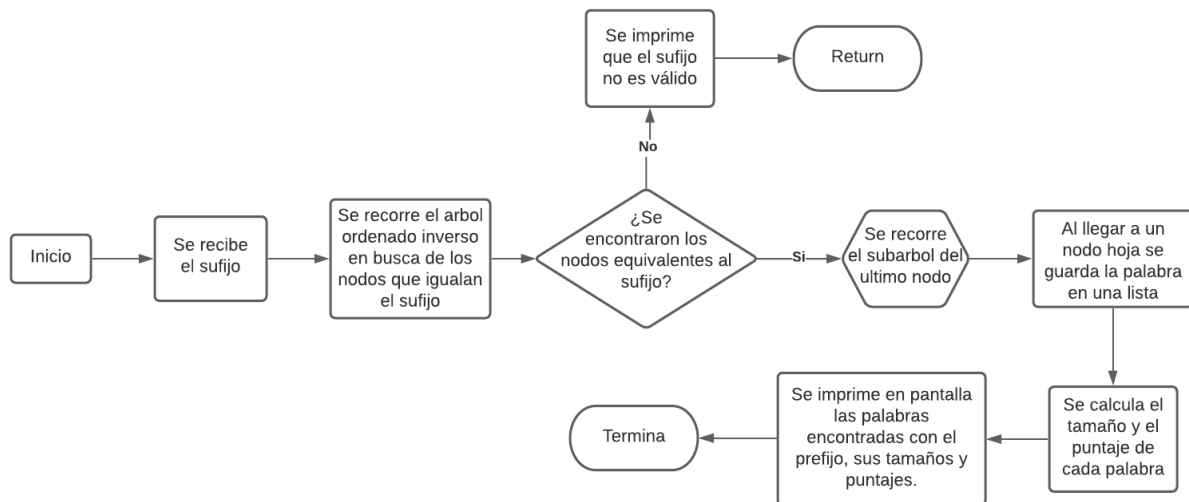 Inicio
Se recibe
el sufijo
Se recorre el arbol
ordenado inverso
en busca de los
nodos que igualan
el sufijo
¿Se
encontraron los
nodos equivalentes al
sufijo?
No
Se imprime
que el sufijo
no es válido
Return
Si
Se recorre
el subarbol del
ultimo nodo
Al llegar a un
nodo hoja se
guarda la palabra
en una lista
Se calcula el
tamaño y el
puntaje de
cada palabra
Se imprime en pantalla
las palabras
encontradas con el
prefijo, sus tamaños y
puntajes.
Termina